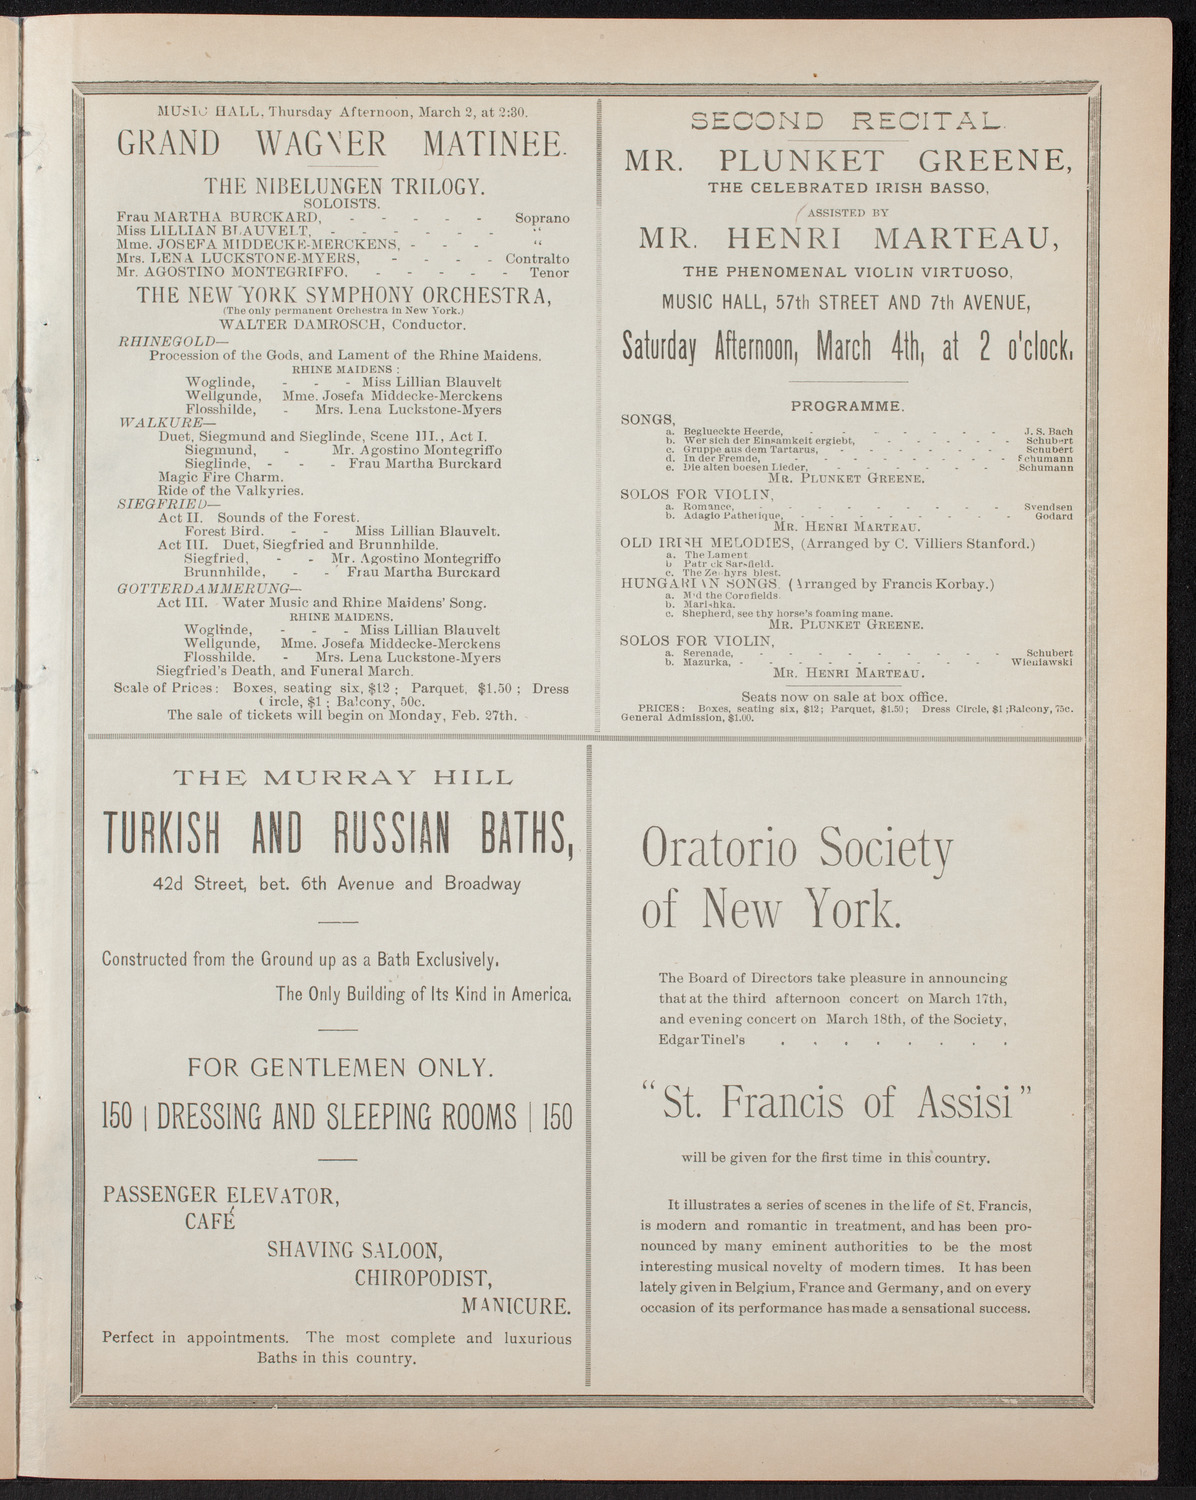 MUSIC HALL, Thursday Afternoon, March 2, at 2:30.
GRAND WAGNER MATINEE.
THE NIBELUNGEN TRILOGY.
SOLOISTS.
Frau MARTHA BURCKARD, - - - - - Soprano
Miss LILLIAN BLAUVELT, - - - - - - "
Mme. JOSEFA MIDDECKE-MERCKENS, - - - "
Mrs. LENA LUCKSTONE-MYERS, - - - - Contralto
Mr. AGOSTINO MONTEGRIFFO, - - - - - Tenor
THE NEW YORK SYMPHONY ORCHESTRA,
(The only permanent Orchestra in New York.)
WALTER DAMROSCH, Conductor.
RHINEGOLD—
Procession of the Gods, and Lament of the Rhine Maidens.
RHINE MAIDENS :
Woglinde, - - - Miss Lillian Blauvelt
Wellgunde, Mme. Josefa Middecke-Merckens
Flosshilde, - Mrs. Lena Luckstone-Myers
WALKURE—
Duet, Siegmund and Sieglinde, Scene III., Act I.
Siegmund, - Mr. Agostino Montegriffo
Sieglinde, - - - Frau Martha Burckard
Magic Fire Charm.
Ride of the Valkyries.
SIEGFRIED—
Act II. Sounds of the Forest.
Forest Bird. - - Miss Lillian Blauvelt.
Act III. Duet, Siegfried and Brunnhilde.
Siegfried, - - Mr. Agostino Montegriffo
Brunnhilde, - - Frau Martha Burckard
GOTTERDAMMERUNG—
Act III. Water Music and Rhine Maidens' Song.
RHINE MAIDENS.
Woglinde, - - - Miss Lillian Blauvelt
Wellgunde, Mme. Josefa Middecke-Merckens
Flosshilde. - Mrs. Lena Luckstone-Myers
Siegfried's Death, and Funeral March.
Scale of Prices: Boxes, seating six, $12 ; Parquet, $1.50 ; Dress
Circle, $1 ; Balcony, 50c.
The sale of tickets will begin on Monday, Feb. 27th.
SECOND RECITAL.
MR. PLUNKET GREENE,
THE CELEBRATED IRISH BASSO,
ASSISTED BY
MR. HENRI MARTEAU,
THE PHENOMENAL VIOLIN VIRTUOSO,
MUSIC HALL, 57th STREET AND 7th AVENUE,
Saturday Afternoon, March 4th, at 2 o'clock.
PROGRAMME.
SONGS,
a. Beglueckte Heerde, - - - - - - - J. S. Bach
b. Wer sich der Einsamkeit ergiebt, - - - - - - Schubert
c. Gruppe aus dem Tartarus, - - - - - - - Schubert
d. In der Fremde, - - - - - - - - - Schumann
e. Die alten boesen Lieder, - - - - - - Schumann
MR. PLUNKET GREENE.
SOLOS FOR VIOLIN,
a. Romance, - - - - - - - - - Svendsen
b. Adagio Pathetique, - - - - - - - - Godard
MR. HENRI MARTEAU.
OLD IRISH MELODIES, (Arranged by C. Villiers Stanford.)
a. The Lament
b Patrick Sarsfield.
c. The Zephyrs blest.
HUNGARIAN SONGS, (Arranged by Francis Korbay.)
a. Mid the Cornfields.
b. Marishka.
c. Shepherd, see thy horse's foaming mane.
MR. PLUNKET GREENE.
SOLOS FOR VIOLIN,
a. Serenade, - - - - - - - - - Schubert
b. Mazurka, - - - - - - - - - Wieniawski
MR. HENRI MARTEAU.
Seats now on sale at box office.
PRICES: Boxes, seating six, $12; Parquet, $1.50; Dress Circle, $1 ;Balcony, 75c.
General Admission, $1.00.
THE MURRAY HILL
TURKISH AND RUSSIAN BATHS,
42d Street, bet. 6th Avenue and Broadway
Constructed from the Ground up as a Bath Exclusively.
The Only Building of Its Kind in America.
FOR GENTLEMEN ONLY.
150 | DRESSING AND SLEEPING ROOMS | 150
PASSENGER ELEVATOR,
CAFÉ
SHAVING SALOON,
CHIROPODIST,
MANICURE.
Perfect in appointments. The most complete and luxurious
Baths in this country.
Oratorio Society
of New York.
The Board of Directors take pleasure in announcing
that at the third afternoon concert on March 17th,
and evening concert on March 18th, of the Society,
Edgar Tinel's . . . . . . . .
"St. Francis of Assisi"
will be given for the first time in this country.
It illustrates a series of scenes in the life of St. Francis,
is modern and romantic in treatment, and has been pro-
nounced by many eminent authorities to be the most
interesting musical novelty of modern times. It has been
lately given in Belgium, France and Germany, and on every
occasion of its performance has made a sensational success.